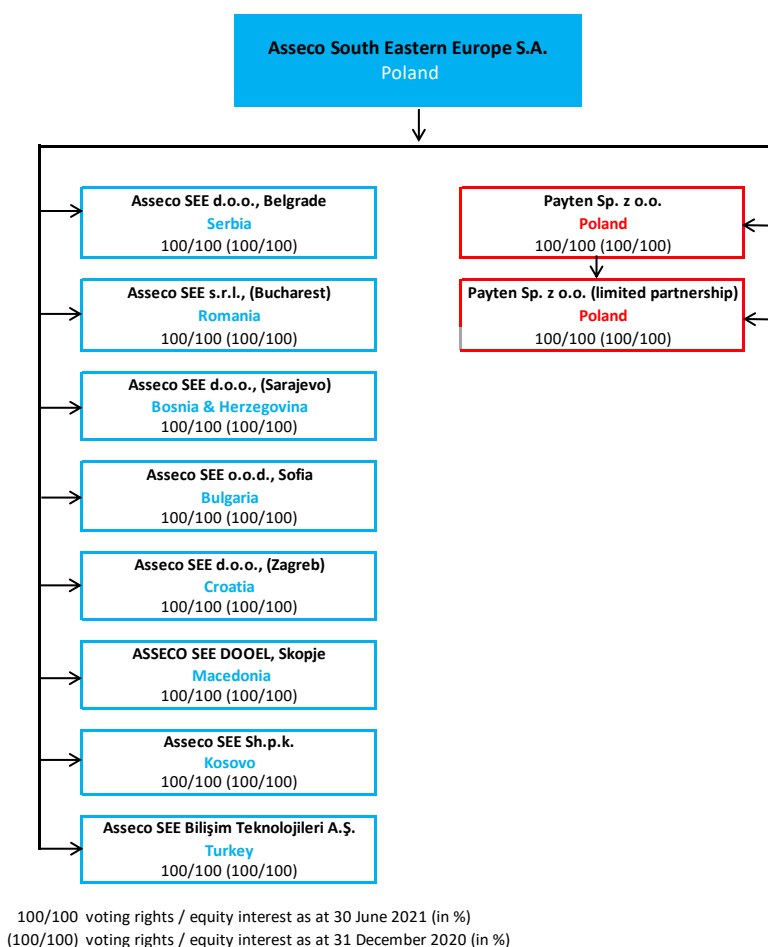 Asseco South Eastern Europe S.A.
Poland
Asseco SEE d.o.o., Belgrade
Serbia
100/100 (100/100)
Asseco SEE s.r.l., (Bucharest)
Romania
100/100 (100/100)
Asseco SEE d.o.o., (Sarajevo)
Bosnia & Herzegovina
100/100 (100/100)
Asseco SEE o.o.d., Sofia
Bulgaria
100/100 (100/100)
Asseco SEE d.o.o., (Zagreb)
Croatia
100/100 (100/100)
ASSECO SEE DOOEL, Skopje
Macedonia
100/100 (100/100)
Asseco SEE Sh.p.k.
Kosovo
100/100 (100/100)
Asseco SEE Bilişim Teknolojileri A.Ş.
Turkey
100/100 (100/100)
Payten Sp. z o.o.
Poland
100/100 (100/100)
Payten Sp. z o.o. (limited partnership)
Poland
100/100 (100/100)
100/100 voting rights / equity interest as at 30 June 2021 (in %)
(100/100) voting rights / equity interest as at 31 December 2020 (in %)